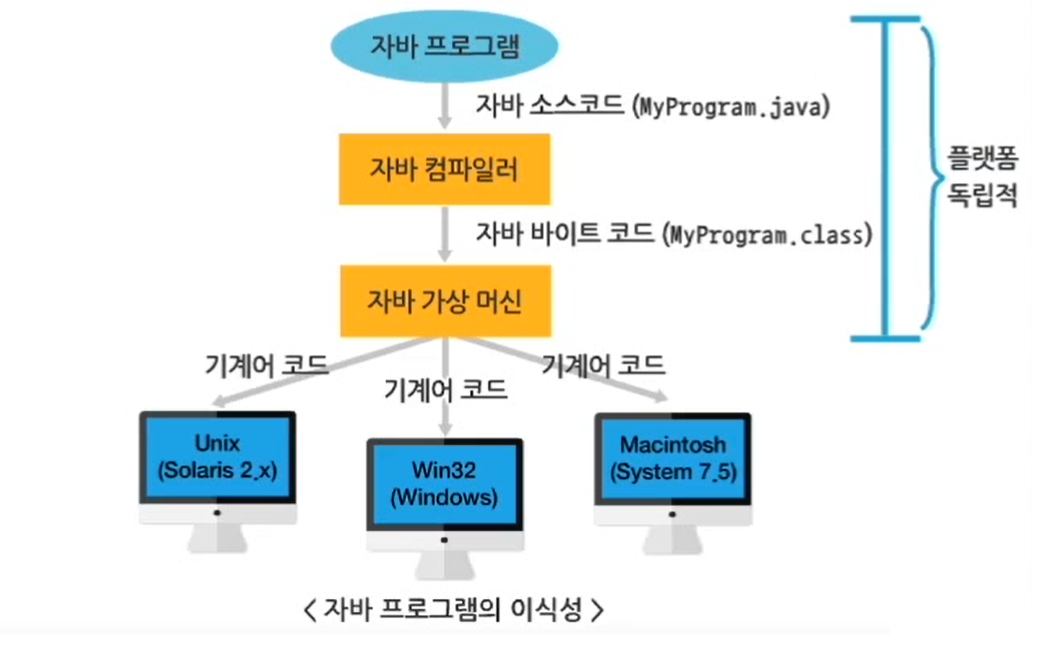 자바 프로그램
자바 소스코드 (MyProgram.java)
자바 컴파일러
플랫폼
독립적
자바 바이트 코드 (MyProgram.class)
자바 가상 머신
기계어 코드
기계어 코드
기계어 코드
Unix
(Solaris 2.x)
Win32
(Windows)
Macintosh
(System 7.5)
< 자바 프로그램의 이식성 >